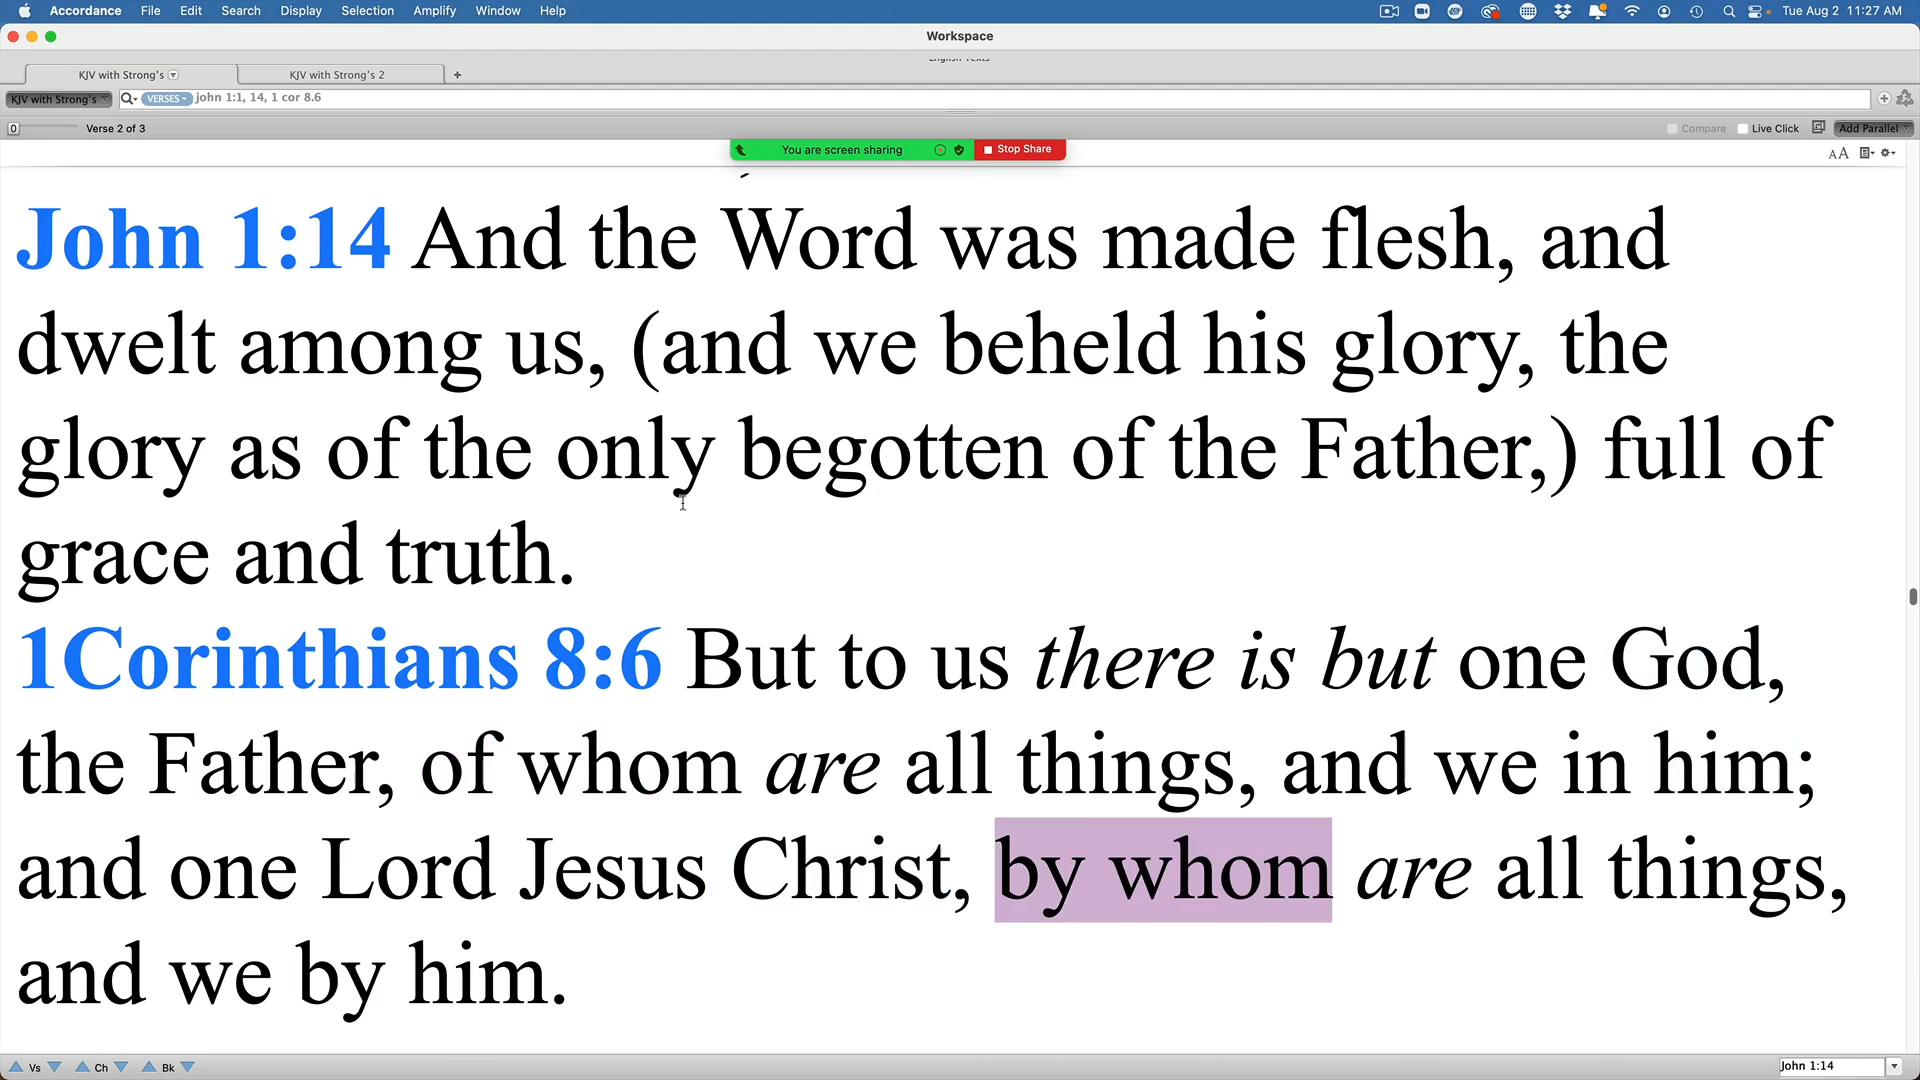 Accordance File Edit Search Display Selection Amplify Window Help Tue Aug 2 11:27 AM
Workspace
English Texts
KJV with Strong's KJV with Strong's 2 +
KJV with Strong's VERSES john 1:1, 14, 1 cor 8.6
0 Verse 2 of 3 Compare Live Click Add Parallel
You are screen sharing Stop Share
AA
John 1:14 And the Word was made flesh, and
dwelt among us, (and we beheld his glory, the
glory as of the only begotten of the Father,) full of
grace and truth.
1Corinthians 8:6 But to us there is but one God,
the Father, of whom are all things, and we in him;
and one Lord Jesus Christ, by whom are all things,
and we by him.
Vs Ch Bk John 1:14